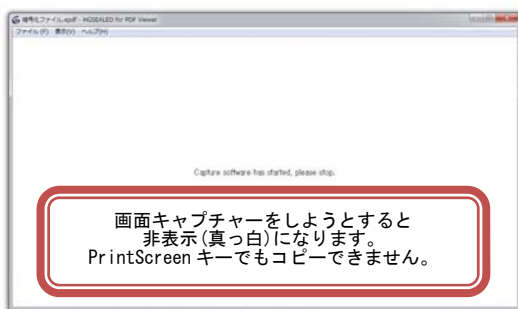 暗号化ファイル.epdf - HOSEALED for PDF Viewer
ファイル(F) 表示(V) ヘルプ(H)
Capture software has started, please stop.
画面キャプチャーをしようとすると
非表示(真っ白)になります。
PrintScreen キーでもコピーできません。